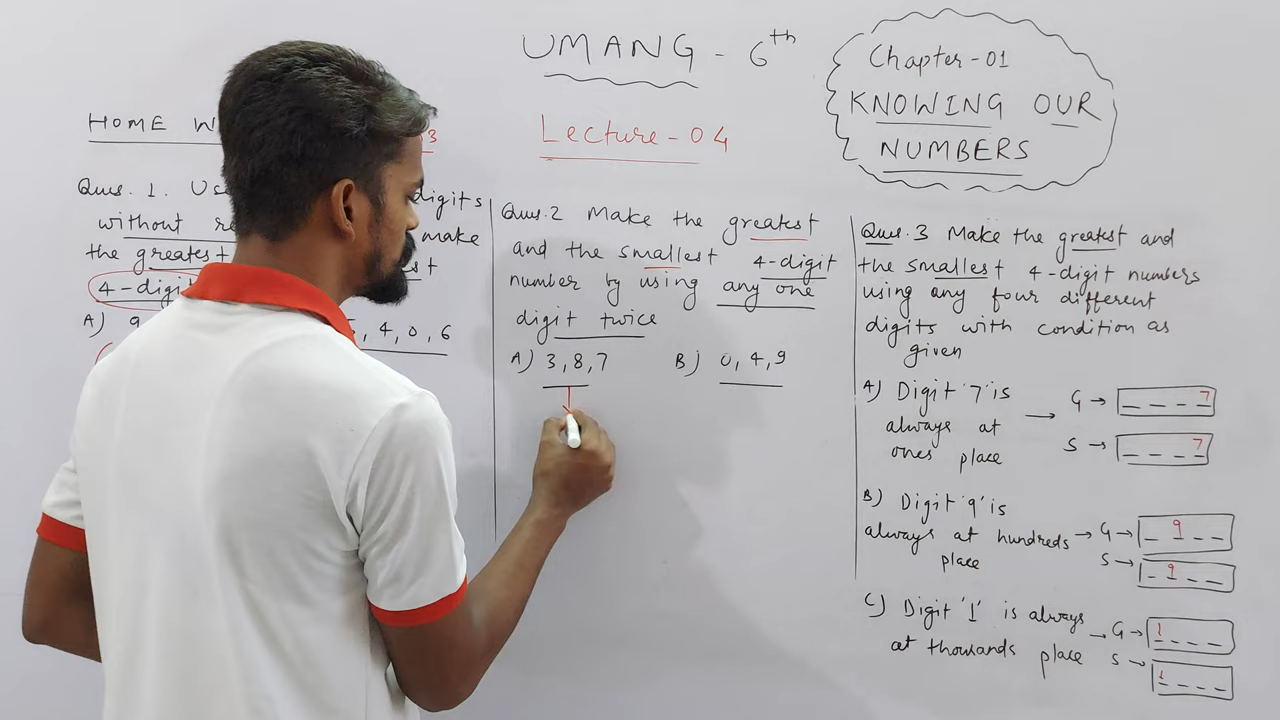 UMANG - 6th
Chapter-01
KNOWING OUR
NUMBERS
Lecture-04
HOME W 3
Ques. 1. Use digits
without make
the greatest
4-digit
A) 9 5, 4, 0, 6
Ques. 2 Make the greatest
and the smallest 4-digit
number by using any one
digit twice
A) 3, 8, 7 B) 0, 4, 9
Ques. 3 Make the greatest and
the smallest 4-digit numbers
using any four different
digits with condition as
given
A) Digit '7' is
always at
ones place
→ G → _ _ _ 7
S → _ _ _ 7
B) Digit '9' is
always at hundreds
place
→ G → _ 9 _ _
S → _ 9 _ _
C) Digit '1' is always
at thousands place
→ G → 1 _ _ _
S → 1 _ _ _